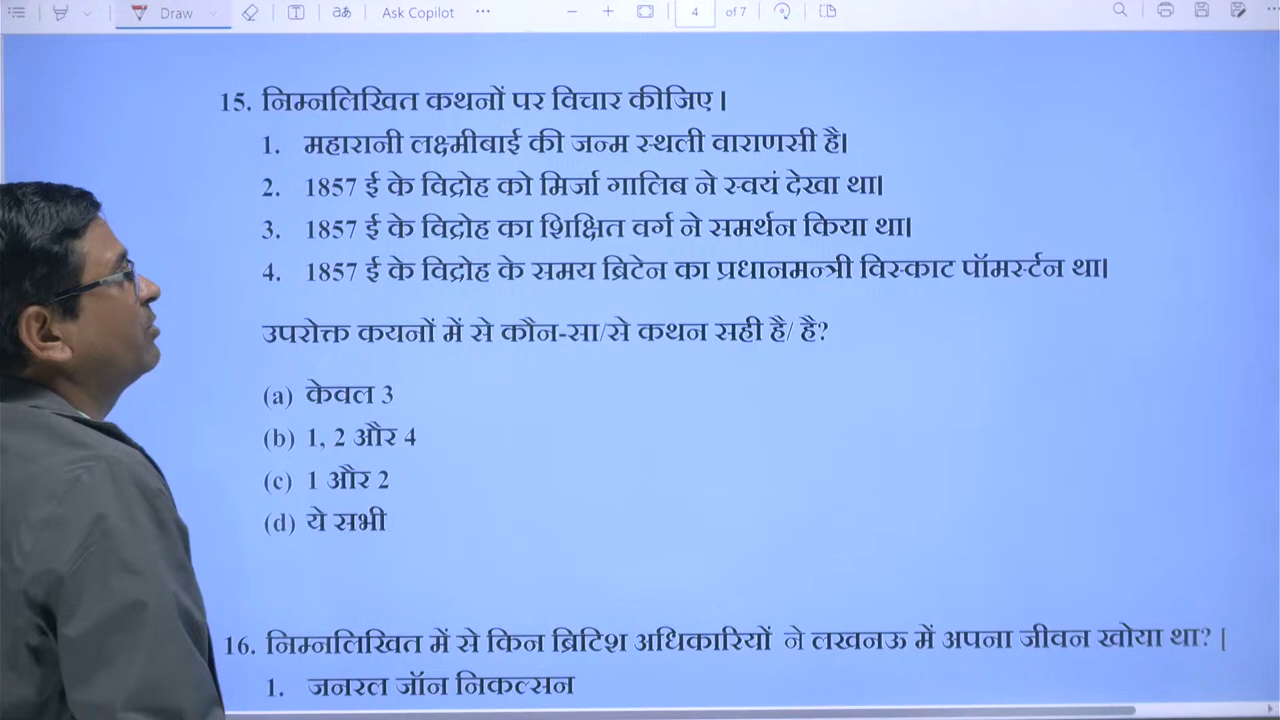 Draw
Ask Copilot
4 of 7
15. निम्नलिखित कथनों पर विचार कीजिए।
1. महारानी लक्ष्मीबाई की जन्म स्थली वाराणसी है।
2. 1857 ई के विद्रोह को मिर्जा गालिब ने स्वयं देखा था।
3. 1857 ई के विद्रोह का शिक्षित वर्ग ने समर्थन किया था।
4. 1857 ई के विद्रोह के समय ब्रिटेन का प्रधानमन्त्री विस्काट पॉमर्स्टन था।
उपरोक्त कयनों में से कौन-सा/से कथन सही है/ है?
(a) केवल 3
(b) 1, 2 और 4
(c) 1 और 2
(d) ये सभी
16. निम्नलिखित में से किन ब्रिटिश अधिकारियों ने लखनऊ में अपना जीवन खोया था? [
1. जनरल जॉन निकल्सन